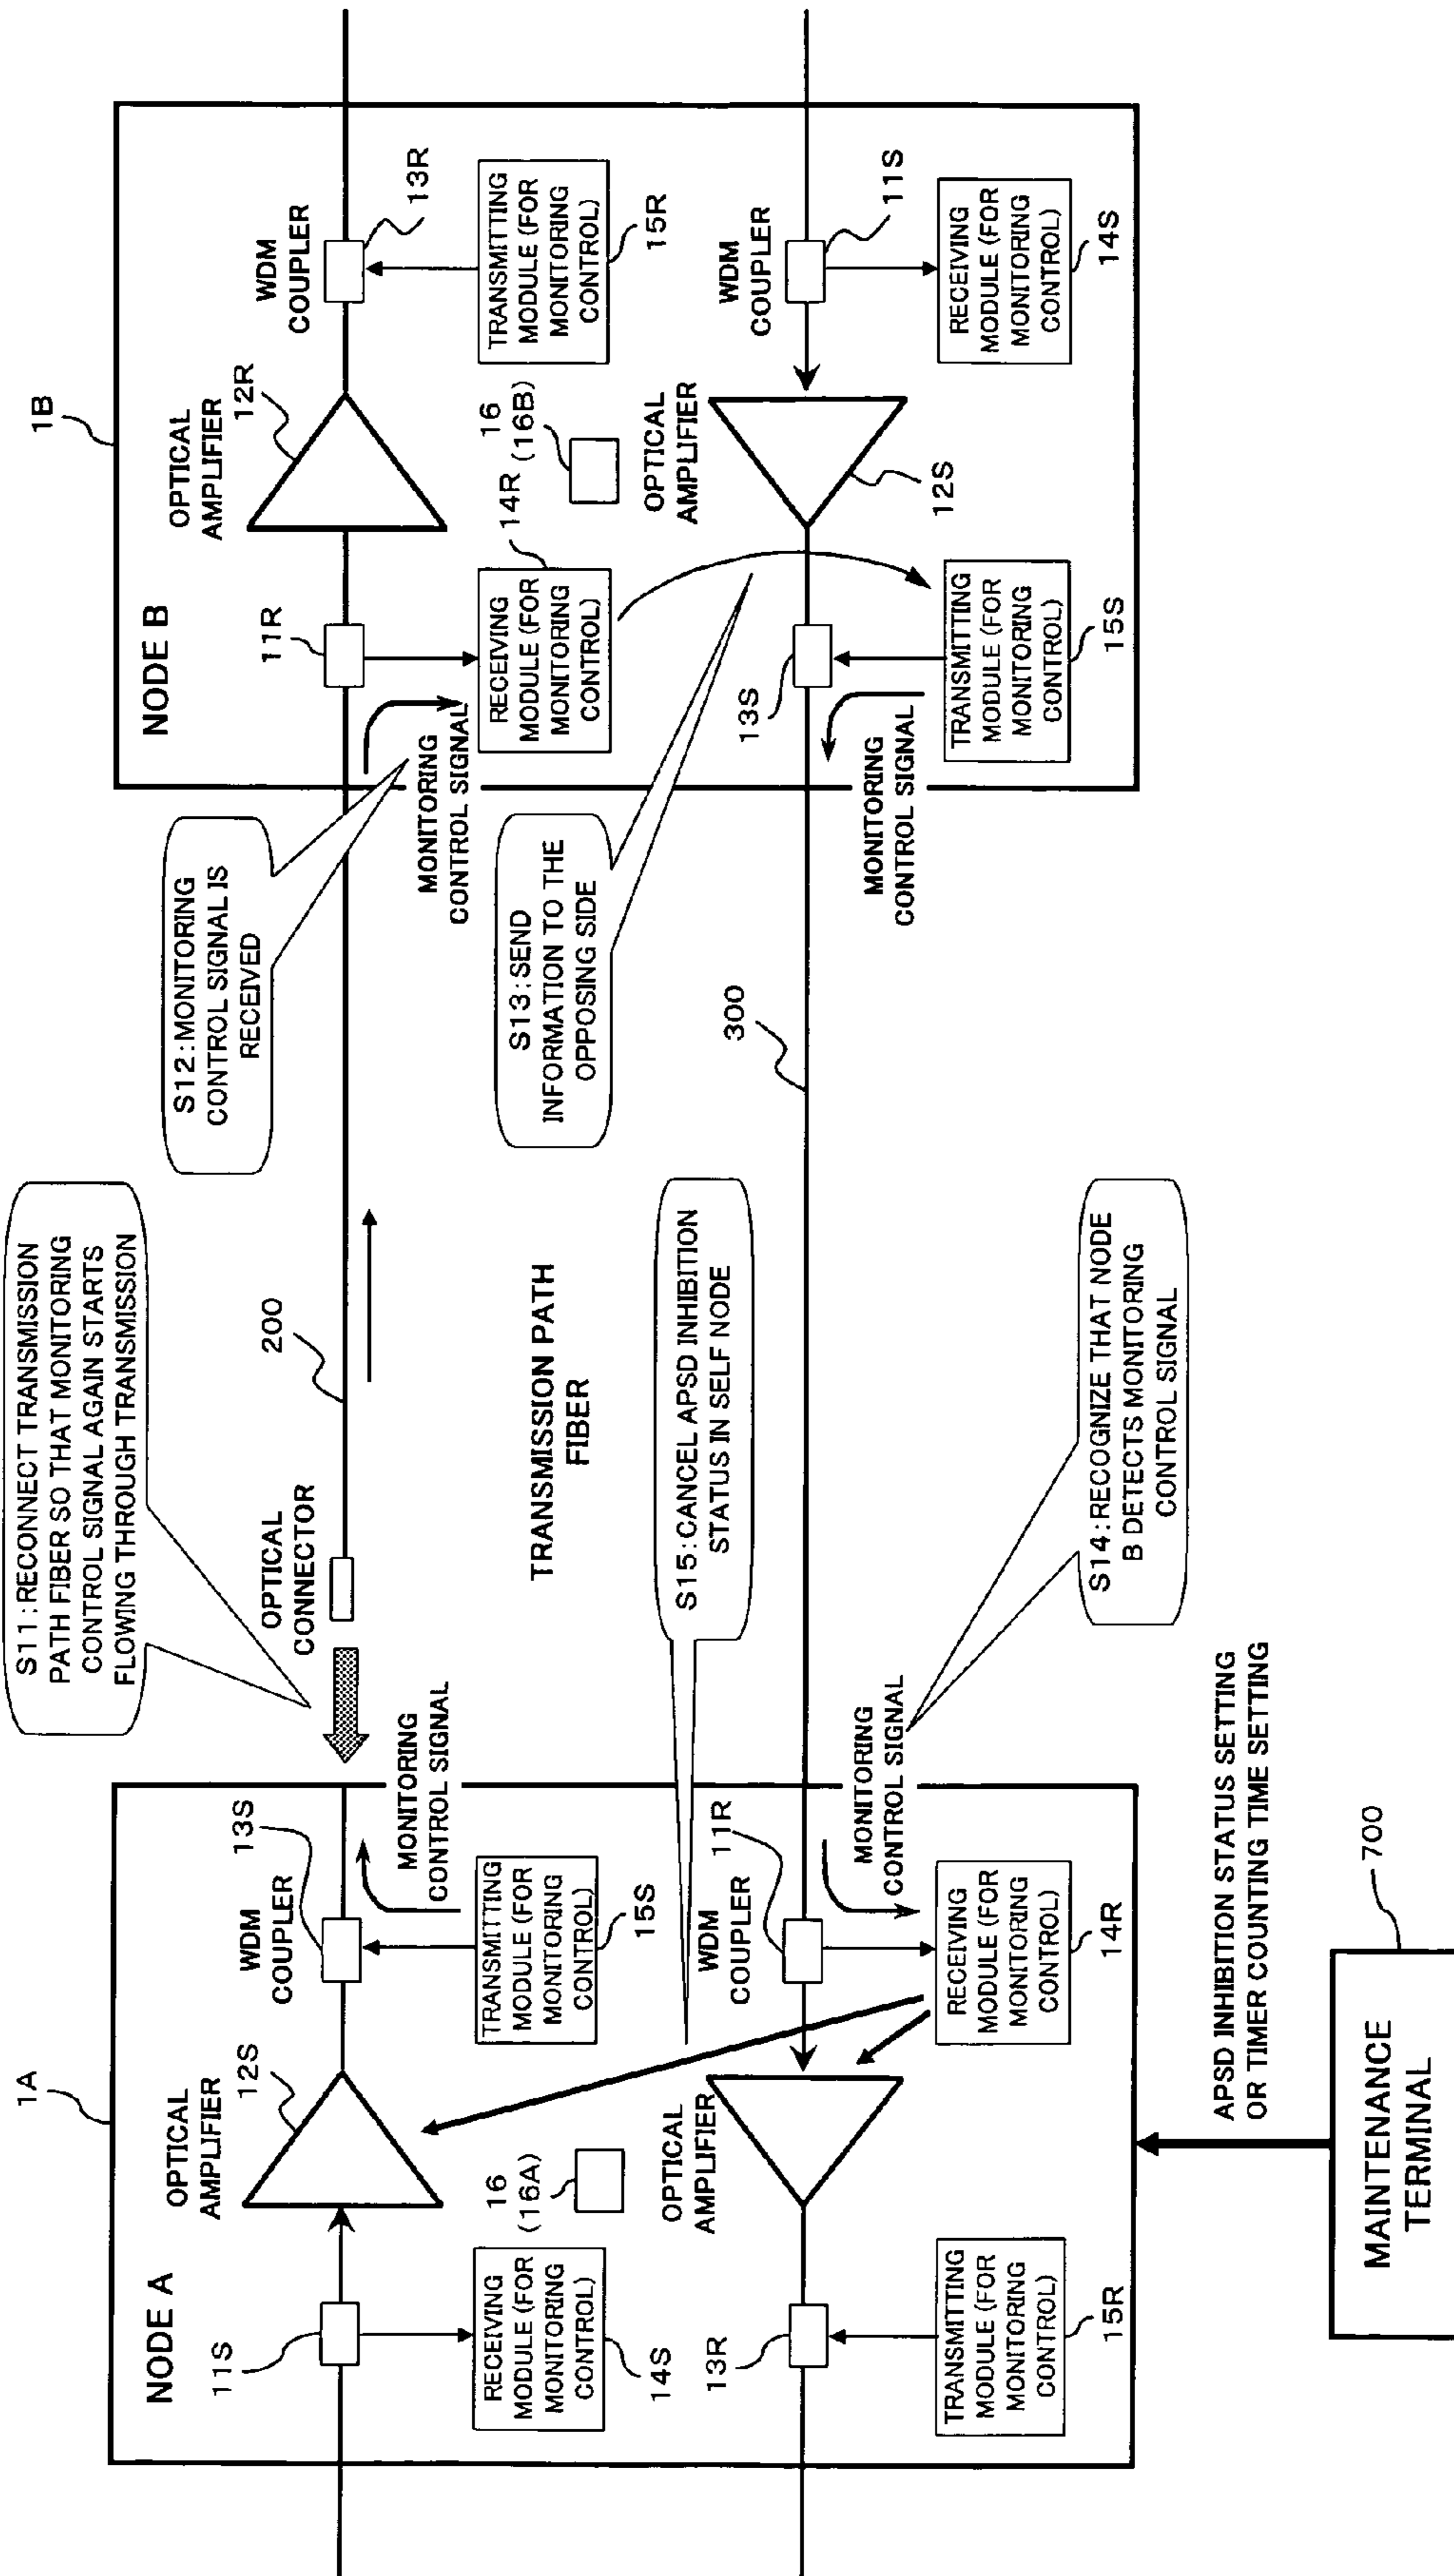 S11:RECONNECT TRANSMISSION
PATH FIBER SO THAT MONITORING
CONTROL SIGNAL AGAIN STARTS
FLOWING THROUGH TRANSMISSION
1A
NODE A
11S
OPTICAL
AMPLIFIER
12S
WDM
COUPLER
13S
RECEIVING
MODULE (FOR
MONITORING
CONTROL)
14S
16
(16A)
TRANSMITTING
MODULE (FOR
MONITORING
CONTROL)
15S
MONITORING
CONTROL SIGNAL
OPTICAL
CONNECTOR
200
S12:MONITORING
CONTROL SIGNAL IS
RECEIVED
TRANSMISSION PATH
FIBER
S13:SEND
INFORMATION TO THE
OPPOSING SIDE
S15:CANCEL APSD INHIBITION
STATUS IN SELF NODE
13R
OPTICAL
AMPLIFIER
WDM
COUPLER
11R
TRANSMITTING
MODULE (FOR
MONITORING
CONTROL)
15R
RECEIVING
MODULE (FOR
MONITORING
CONTROL)
14R
MONITORING
CONTROL SIGNAL
300
S14:RECOGNIZE THAT NODE
B DETECTS MONITORING
CONTROL SIGNAL
1B
NODE B
11R
OPTICAL
AMPLIFIER
12R
WDM
COUPLER
13R
MONITORING
CONTROL SIGNAL
RECEIVING
MODULE (FOR
MONITORING
CONTROL)
14R
16
(16B)
TRANSMITTING
MODULE (FOR
MONITORING
CONTROL)
15R
13S
OPTICAL
AMPLIFIER
12S
WDM
COUPLER
11S
MONITORING
CONTROL SIGNAL
TRANSMITTING
MODULE (FOR
MONITORING
CONTROL)
15S
RECEIVING
MODULE (FOR
MONITORING
CONTROL)
14S
APSD INHIBITION STATUS SETTING
OR TIMER COUNTING TIME SETTING
MAINTENANCE
TERMINAL
700